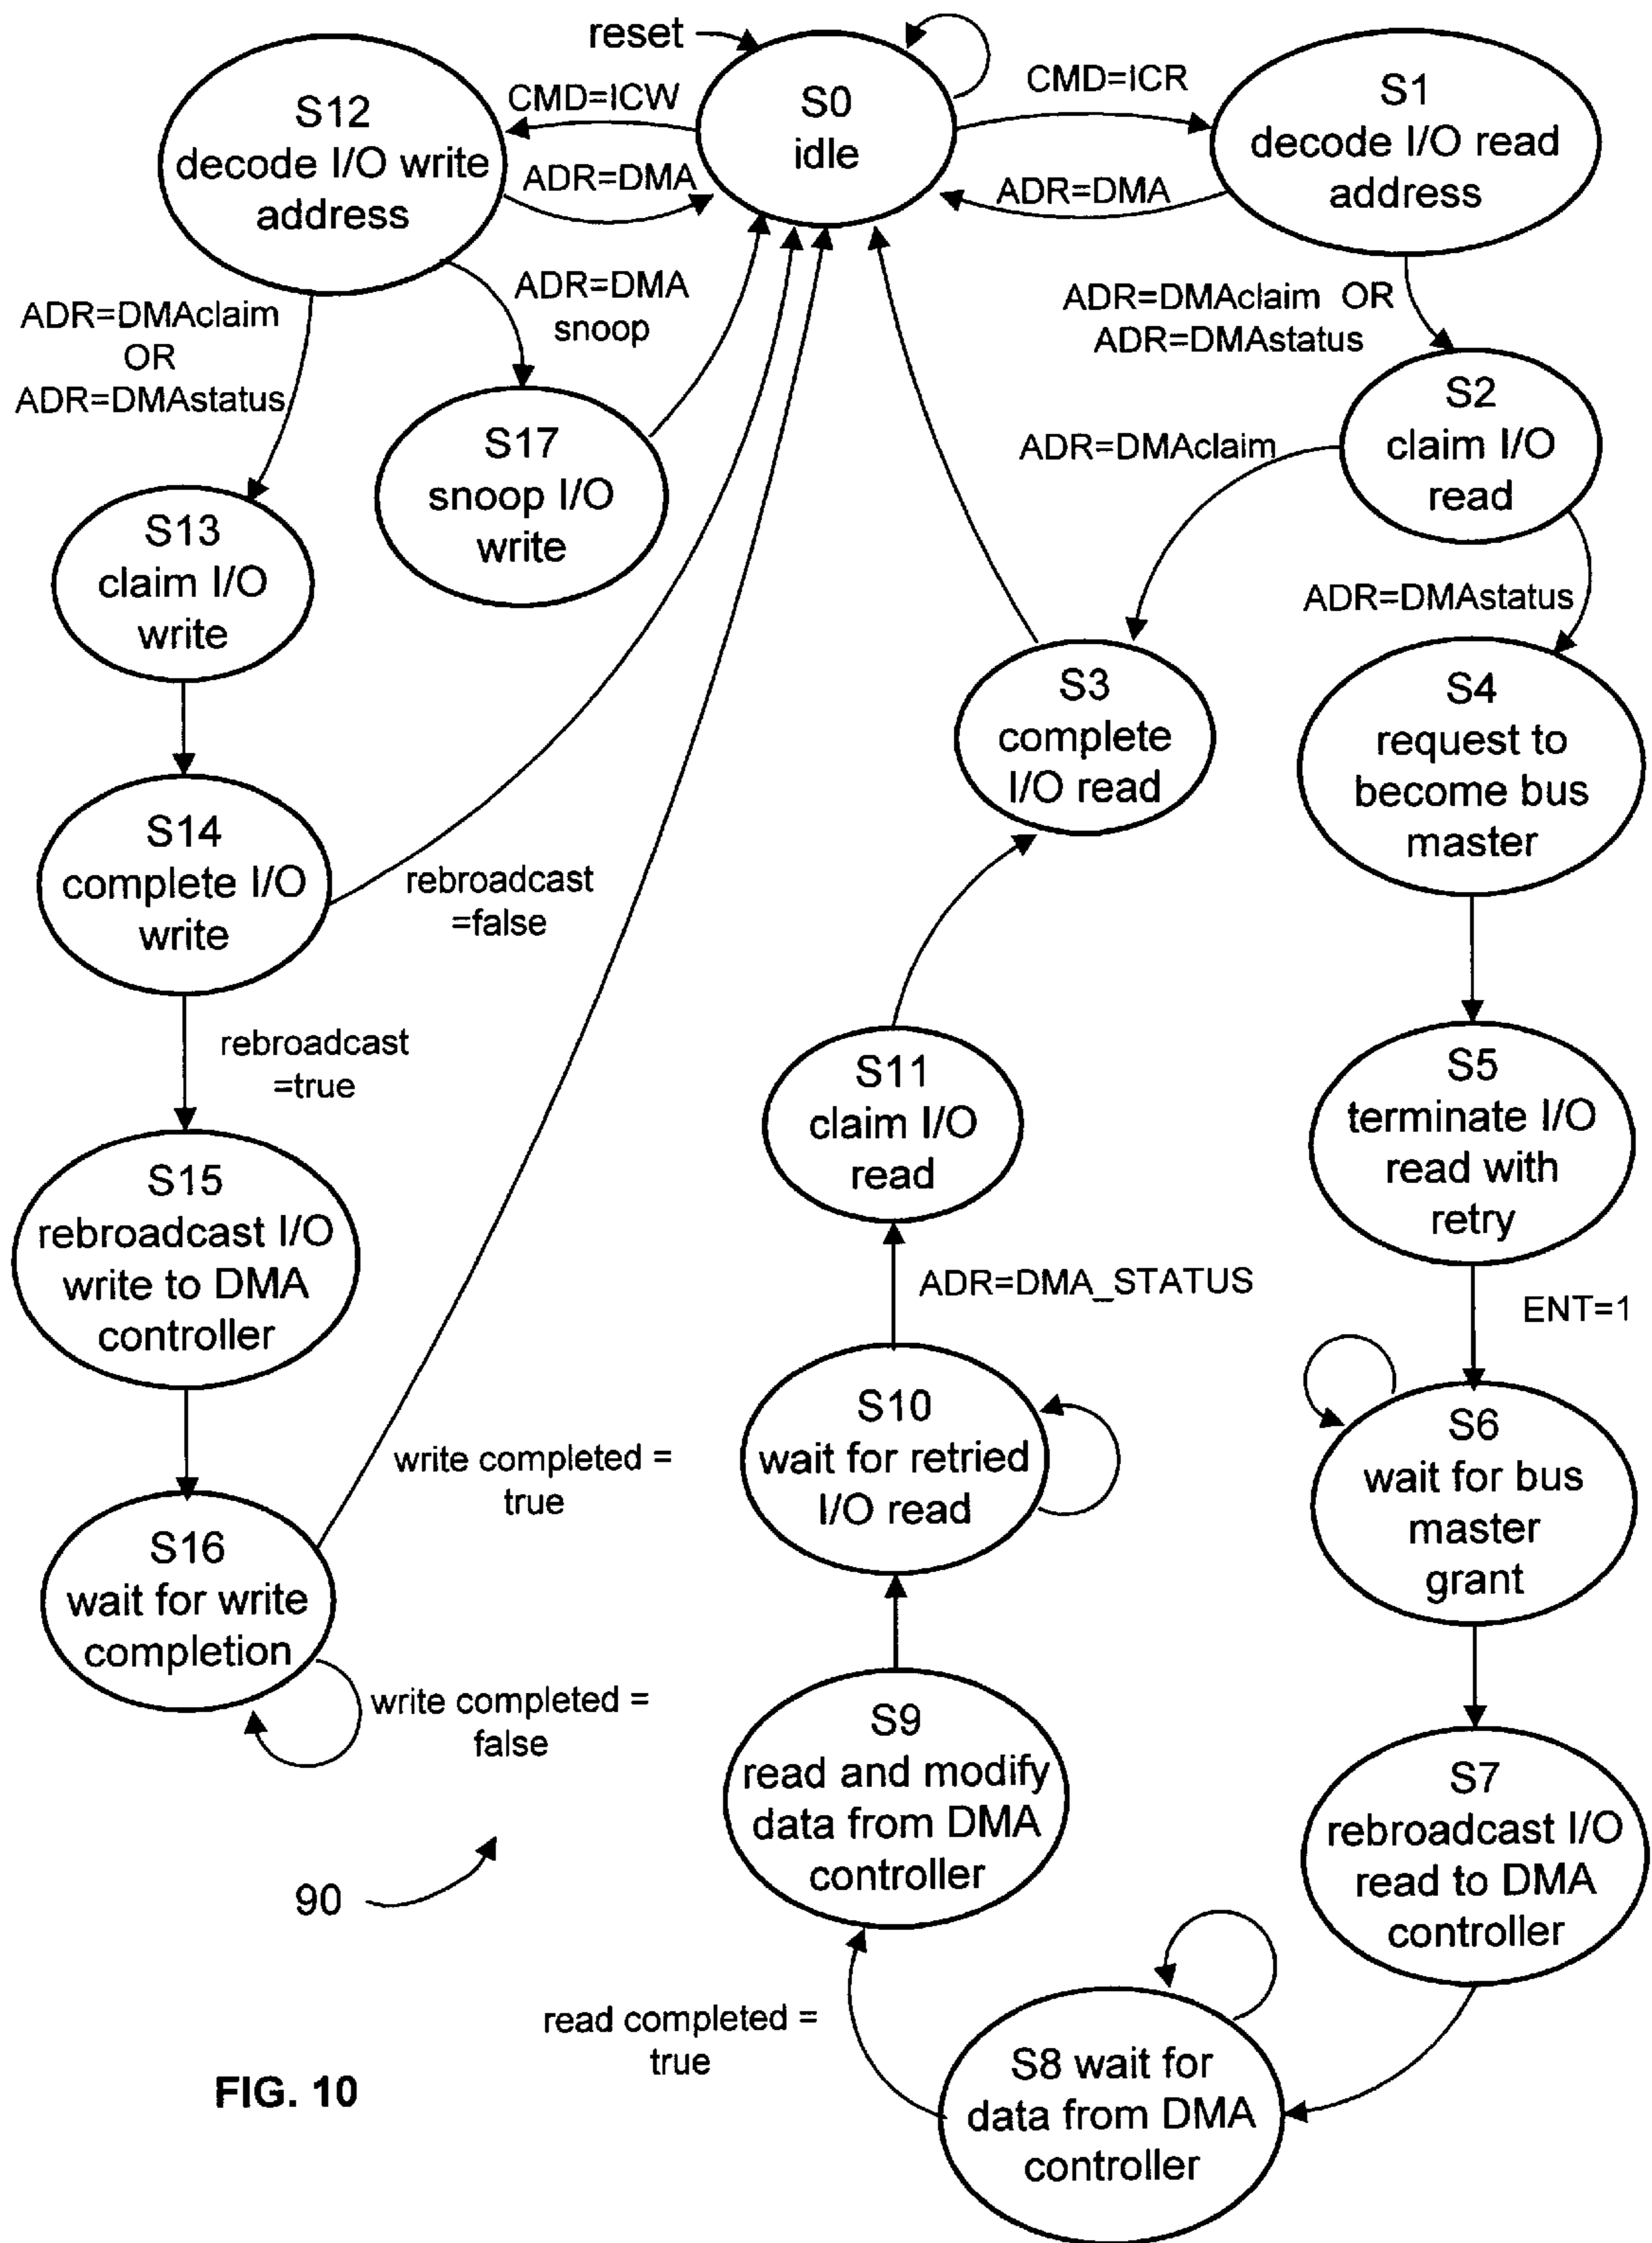 reset
S0
idle
CMD=ICW
CMD=ICR
ADR=DMA
ADR=DMA
S12
decode I/O write
address
S1
decode I/O read
address
ADR=DMAclaim
OR
ADR=DMAstatus
ADR=DMA
snoop
ADR=DMAclaim OR
ADR=DMAstatus
S2
claim I/O
read
S17
snoop I/O
write
ADR=DMAclaim
S13
claim I/O
write
ADR=DMAstatus
S3
complete
I/O read
S4
request to
become bus
master
S14
complete I/O
write
rebroadcast
=false
rebroadcast
=true
S11
claim I/O
read
S5
terminate I/O
read with
retry
S15
rebroadcast I/O
write to DMA
controller
ADR=DMA_STATUS
ENT=1
S10
wait for retried
I/O read
S6
wait for bus
master
grant
write completed =
true
S16
wait for write
completion
write completed =
false
S9
read and modify
data from DMA
controller
S7
rebroadcast I/O
read to DMA
controller
90
read completed =
true
S8 wait for
data from DMA
controller
FIG. 10